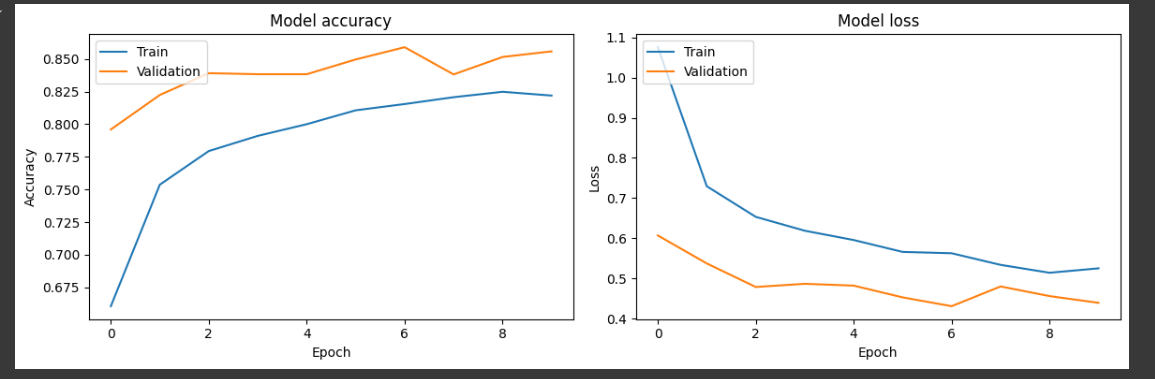 Model accuracy
Train
Validation
0.850
0.825
0.800
0.775
0.750
0.725
0.700
0.675
Accuracy
0 2 4 6 8
Epoch
Model loss
Train
Validation
1.1
1.0
0.9
0.8
0.7
0.6
0.5
0.4
Loss
0 2 4 6 8
Epoch